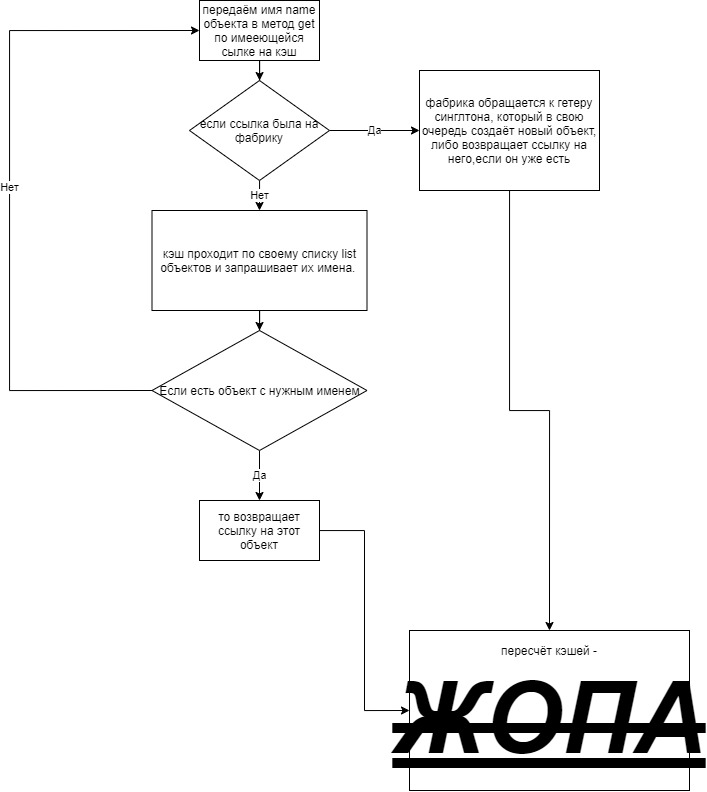 передаём имя name
объекта в метод get
по имееющейся
сылке на кэш
если ссылка была на
фабрику
Да
фабрика обращается к гетеру
синглтона, который в свою
очередь создаёт новый объект,
либо возвращает ссылку на
него,если он уже есть
Нет
Нет
кэш проходит по своему списку list
объектов и запрашивает их имена.
Если есть объект с нужным именем
Да
то возвращает
ссылку на этот
объект
пересчёт кэшей -
ЖОПА